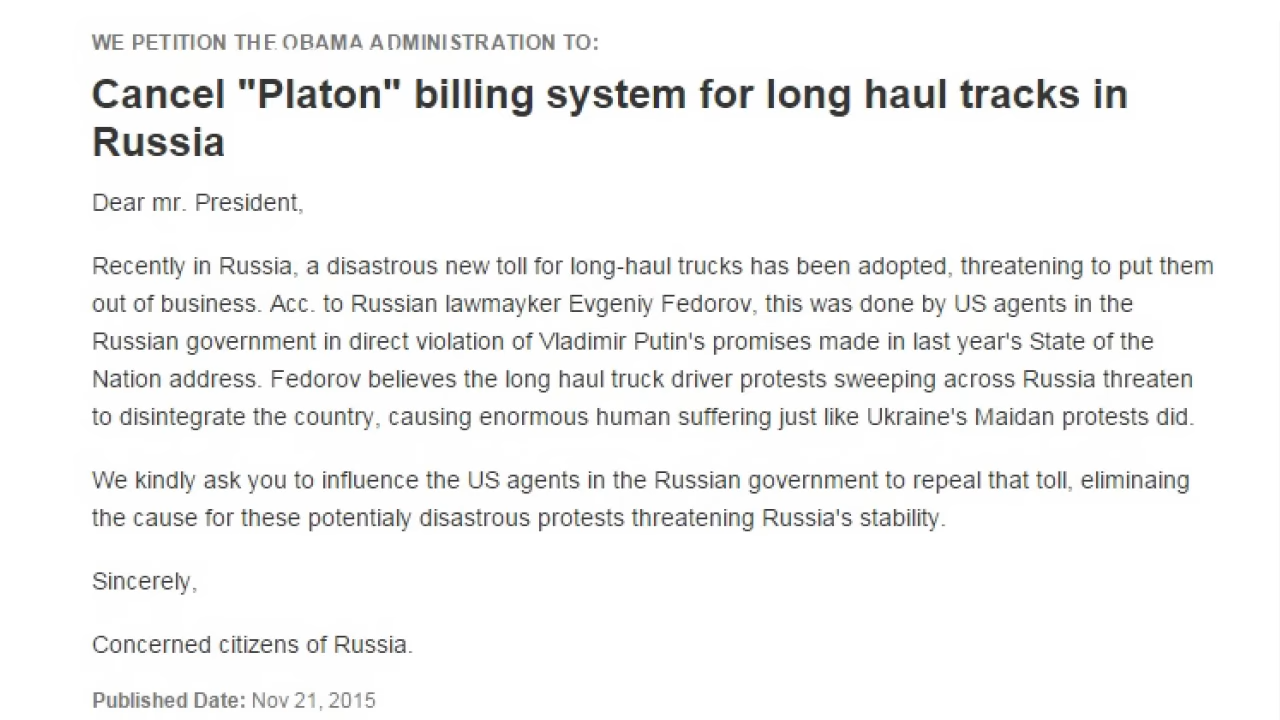 WE PETITION THE OBAMA ADMINISTRATION TO:
Cancel "Platon" billing system for long haul tracks in
Russia
Dear mr. President,
Recently in Russia, a disastrous new toll for long-haul trucks has been adopted, threatening to put them
out of business. Acc. to Russian lawmayker Evgeniy Fedorov, this was done by US agents in the
Russian government in direct violation of Vladimir Putin's promises made in last year's State of the
Nation address. Fedorov believes the long haul truck driver protests sweeping across Russia threaten
to disintegrate the country, causing enormous human suffering just like Ukraine's Maidan protests did.
We kindly ask you to influence the US agents in the Russian government to repeal that toll, eliminaing
the cause for these potentialy disastrous protests threatening Russia's stability.
Sincerely,
Concerned citizens of Russia.
Published Date: Nov 21, 2015